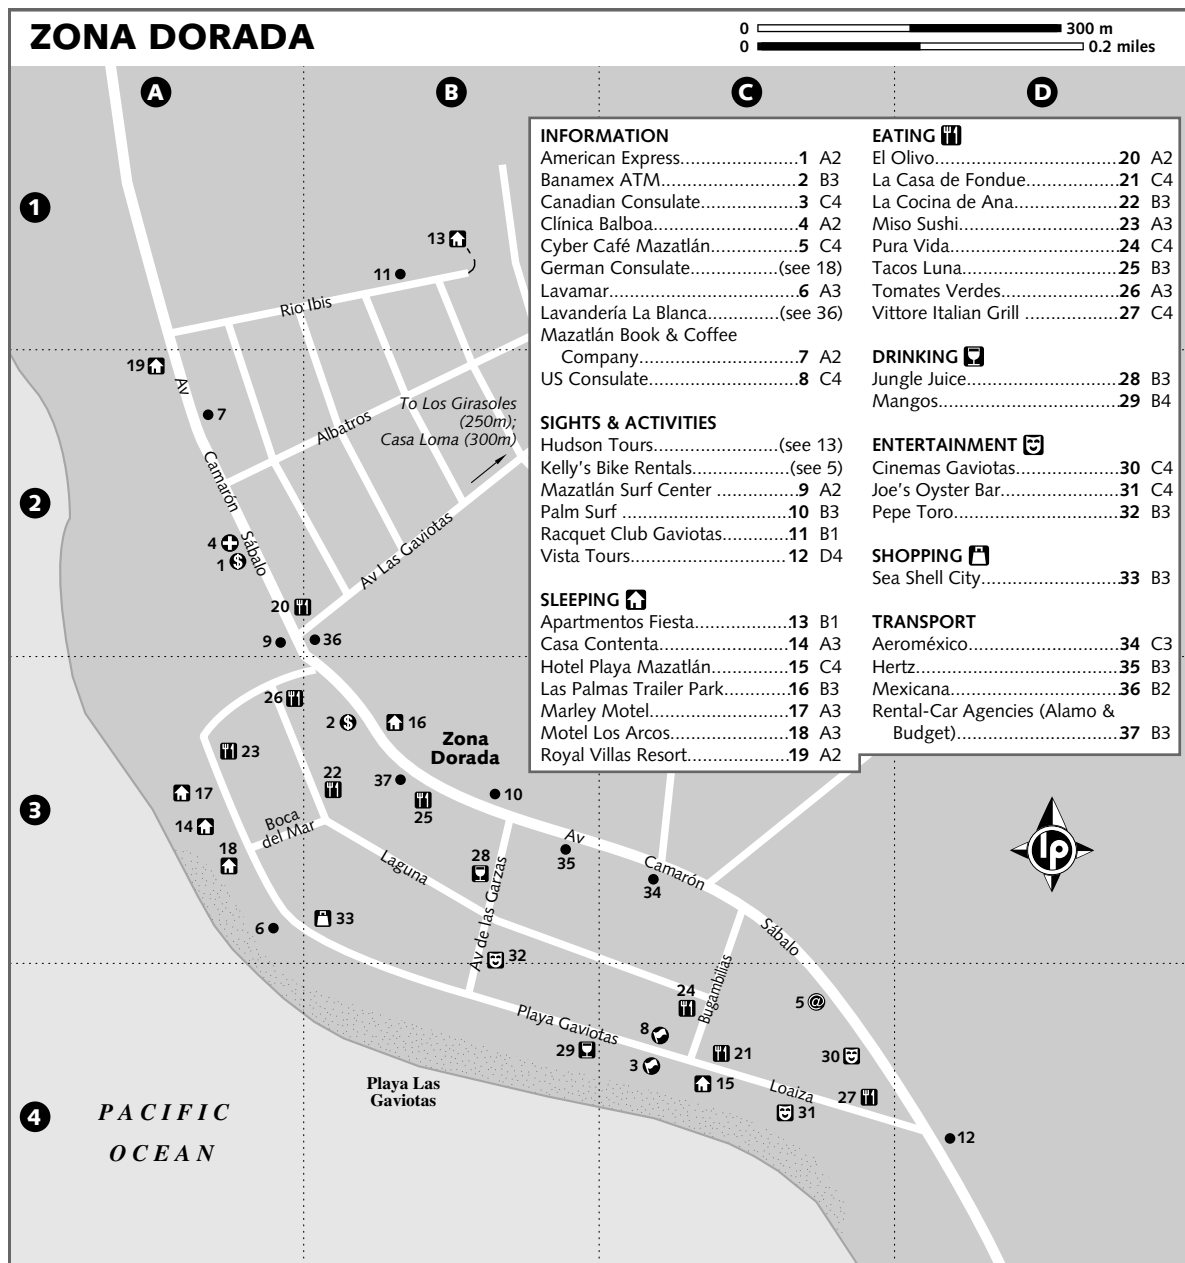 ZONA DORADA
0 300 m
0 0.2 miles
A B C D
1
2
3
4
INFORMATION
American Express..........................1 A2
Banamex ATM..............................2 B3
Canadian Consulate......................3 C4
Clínica Balboa................................4 A2
Cyber Café Mazatlán....................5 C4
German Consulate...............(see 18)
Lavamar.........................................6 A3
Lavandería La Blanca............(see 36)
Mazatlán Book & Coffee
Company...................................7 A2
US Consulate.................................8 C4
SIGHTS & ACTIVITIES
Hudson Tours.......................(see 13)
Kelly's Bike Rentals..................(see 5)
Mazatlán Surf Center ...................9 A2
Palm Surf ....................................10 B3
Racquet Club Gaviotas...............11 B1
Vista Tours...................................12 D4
SLEEPING
Apartmentos Fiesta.....................13 B1
Casa Contenta.............................14 A3
Hotel Playa Mazatlán..................15 C4
Las Palmas Trailer Park...............16 B3
Marley Motel...............................17 A3
Motel Los Arcos..........................18 A3
Royal Villas Resort.......................19 A2
EATING
El Olivo........................................20 A2
La Casa de Fondue......................21 C4
La Cocina de Ana........................22 B3
Miso Sushi...................................23 A3
Pura Vida.....................................24 C4
Tacos Luna..................................25 B3
Tomates Verdes...........................26 A3
Vittore Italian Grill ......................27 C4
DRINKING
Jungle Juice.................................28 B3
Mangos.......................................29 B4
ENTERTAINMENT
Cinemas Gaviotas........................30 C4
Joe's Oyster Bar...........................31 C4
Pepe Toro....................................32 B3
SHOPPING
Sea Shell City...............................33 B3
TRANSPORT
Aeroméxico.................................34 C3
Hertz...........................................35 B3
Mexicana.....................................36 B2
Rental-Car Agencies (Alamo &
Budget)....................................37 B3
13
11
Rio Ibis
19
Av
7
Camarón
Sábalo
Albatros
To Los Girasoles
(250m);
Casa Loma (300m)
4
1 $
Av Las Gaviotas
20
9
36
26
2 $
16
Zona
Dorada
23
22
37
25
10
17
14
18
Boca
del Mar
Laguna
28
Av de las Garzas
Av
35
Camarón
34
Sábalo
lp
6
33
32
24
Bugambilias
5 @
Playa Gaviotas
8
29
3
21
15
30
Loaiza
27
31
12
Playa Las
Gaviotas
PACIFIC
OCEAN